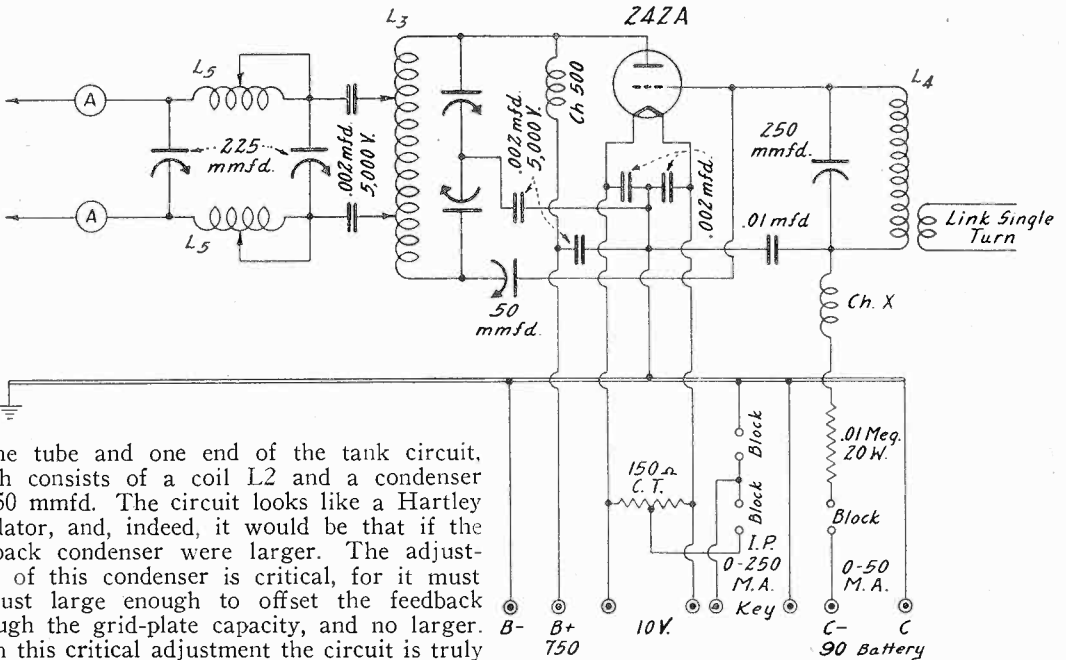 L3
242A
L5
Ch 500
L4
A
225
mmfd.
.002 mfd.
5,000 V.
.002 mfd.
5,000 V.
.002 mfd.
250
mmfd.
.01 mfd
Link Single
Turn
A
L5
50
mmfd.
Ch. X
.01 Meg.
20 W.
Block
150 Ω
C. T.
Block
Block
I.P.
0-250
M.A.
0-50
M.A.
B-
B+
750
10 V.
Key
C-
C
90 Battery
he tube and one end of the tank circuit,
h consists of a coil L2 and a condenser
50 mmfd. The circuit looks like a Hartley
lator, and, indeed, it would be that if the
back condenser were larger. The adjust-
of this condenser is critical, for it must
ust large enough to offset the feedback
ugh the grid-plate capacity, and no larger.
n this critical adjustment the circuit is truly